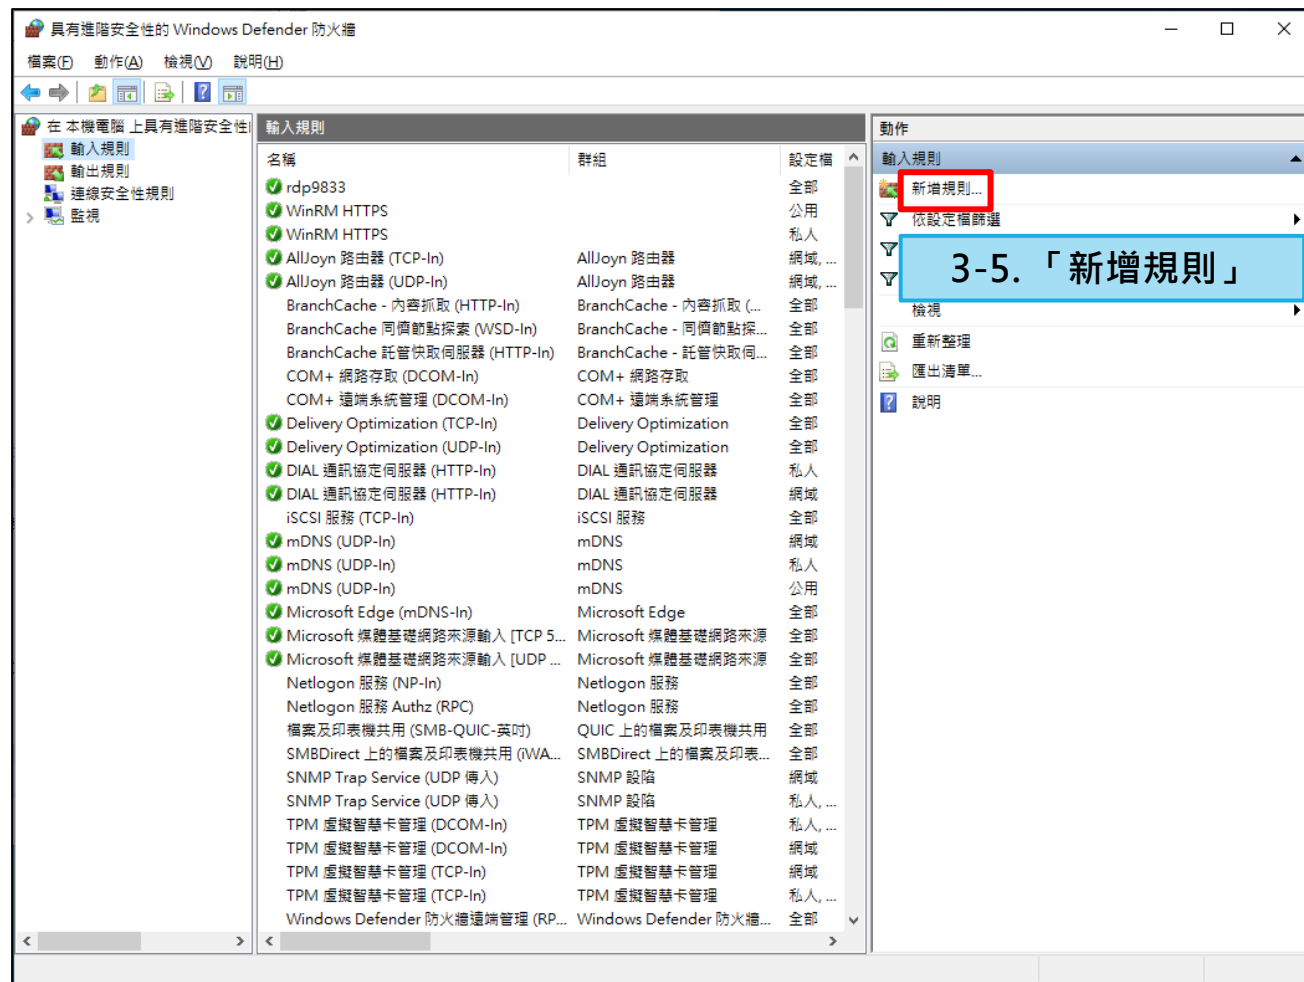 具有進階安全性的 Windows Defender 防火牆
檔案(F) 動作(A) 檢視(V) 說明(H)
在 本機電腦 上具有進階安全性
輸入規則
輸出規則
連線安全性規則
監視
輸入規則
名稱 群組 設定檔
rdp9833 全部
WinRM HTTPS 公用
WinRM HTTPS 私人
AllJoyn 路由器 (TCP-In) AllJoyn 路由器 網域, ...
AllJoyn 路由器 (UDP-In) AllJoyn 路由器 網域, ...
BranchCache - 內容抓取 (HTTP-In) BranchCache - 內容抓取 (... 全部
BranchCache 同儕節點探索 (WSD-In) BranchCache - 同儕節點探... 全部
BranchCache 託管快取伺服器 (HTTP-In) BranchCache - 託管快取伺... 全部
COM+ 網路存取 (DCOM-In) COM+ 網路存取 全部
COM+ 遠端系統管理 (DCOM-In) COM+ 遠端系統管理 全部
Delivery Optimization (TCP-In) Delivery Optimization 全部
Delivery Optimization (UDP-In) Delivery Optimization 全部
DIAL 通訊協定伺服器 (HTTP-In) DIAL 通訊協定伺服器 私人
DIAL 通訊協定伺服器 (HTTP-In) DIAL 通訊協定伺服器 網域
iSCSI 服務 (TCP-In) iSCSI 服務 全部
mDNS (UDP-In) mDNS 網域
mDNS (UDP-In) mDNS 私人
mDNS (UDP-In) mDNS 公用
Microsoft Edge (mDNS-In) Microsoft Edge 全部
Microsoft 媒體基礎網路來源輸入 [TCP 5... Microsoft 媒體基礎網路來源 全部
Microsoft 媒體基礎網路來源輸入 [UDP ... Microsoft 媒體基礎網路來源 全部
Netlogon 服務 (NP-In) Netlogon 服務 全部
Netlogon 服務 Authz (RPC) Netlogon 服務 全部
檔案及印表機共用 (SMB-QUIC-英吋) QUIC 上的檔案及印表機共用 全部
SMBDirect 上的檔案及印表機共用 (iWA... SMBDirect 上的檔案及印表... 全部
SNMP Trap Service (UDP 傳入) SNMP 設陷 網域
SNMP Trap Service (UDP 傳入) SNMP 設陷 私人, ...
TPM 虛擬智慧卡管理 (DCOM-In) TPM 虛擬智慧卡管理 私人, ...
TPM 虛擬智慧卡管理 (DCOM-In) TPM 虛擬智慧卡管理 網域
TPM 虛擬智慧卡管理 (TCP-In) TPM 虛擬智慧卡管理 網域
TPM 虛擬智慧卡管理 (TCP-In) TPM 虛擬智慧卡管理 私人, ...
Windows Defender 防火牆遠端管理 (RP... Windows Defender 防火牆... 全部
動作
輸入規則
新增規則...
依設定檔篩選
3-5.「新增規則」
檢視
重新整理
匯出清單...
說明